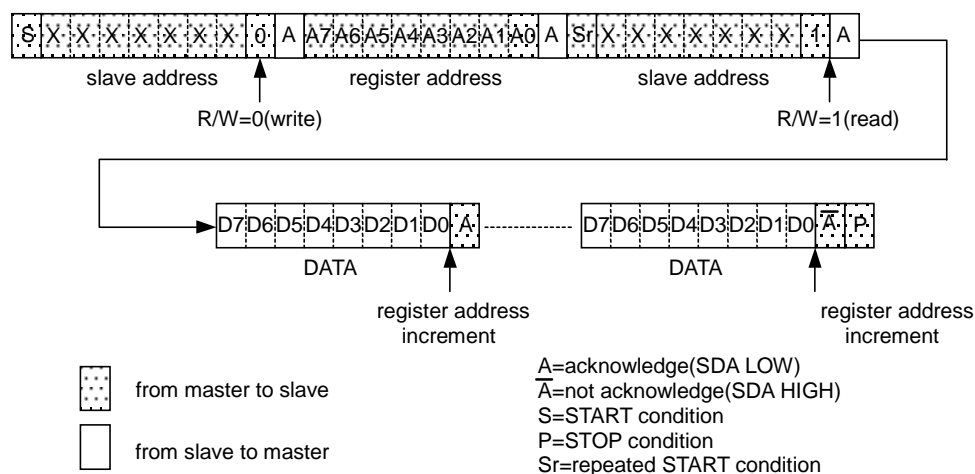 S X X X X X X X 0 A A7 A6 A5 A4 A3 A2 A1 A0 A Sr X X X X X X X 1 A
slave address register address slave address
R/W=0(write) R/W=1(read)
D7 D6 D5 D4 D3 D2 D1 D0 A D7 D6 D5 D4 D3 D2 D1 D0 A̅ P
DATA DATA
register address register address
increment increment
from master to slave
from slave to master
A=acknowledge(SDA LOW)
A̅=not acknowledge(SDA HIGH)
S=START condition
P=STOP condition
Sr=repeated START condition